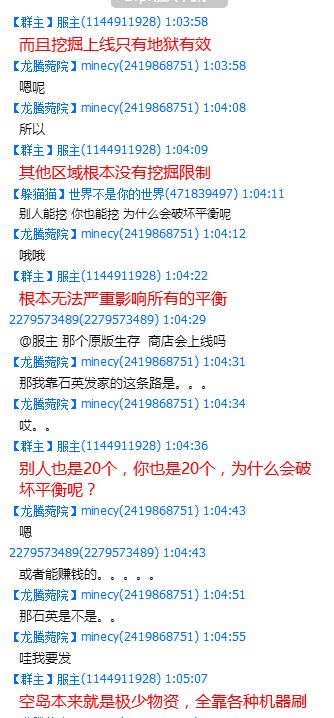 【群主】服主(1144911928) 1:03:58
而且挖掘上线只有地狱有效
【龙腾苑院】minecy(2419868751) 1:03:58
嗯呢
【龙腾苑院】minecy(2419868751) 1:04:08
所以
【群主】服主(1144911928) 1:04:09
其他区域根本没有挖掘限制
【躲猫猫】世界不是你的世界(471839497) 1:04:11
别人能挖 你也能挖 为什么会破坏平衡呢
【龙腾苑院】minecy(2419868751) 1:04:12
哦哦
【群主】服主(1144911928) 1:04:22
根本无法严重影响所有的平衡
2279573489(2279573489) 1:04:29
@服主 那个原版生存 商店会上线吗
【龙腾苑院】minecy(2419868751) 1:04:31
那我靠石英发家的这条路是。。。
【龙腾苑院】minecy(2419868751) 1:04:34
哎。。
【群主】服主(1144911928) 1:04:36
别人也是20个，你也是20个，为什么会破
坏平衡呢？
【龙腾苑院】minecy(2419868751) 1:04:43
嗯
2279573489(2279573489) 1:04:43
或者能赚钱的。。。。。
【龙腾苑院】minecy(2419868751) 1:04:51
那石英是不是。。
【龙腾苑院】minecy(2419868751) 1:04:55
哇我要发
【群主】服主(1144911928) 1:05:07
空岛本来就是极少物资，全靠各种机器刷